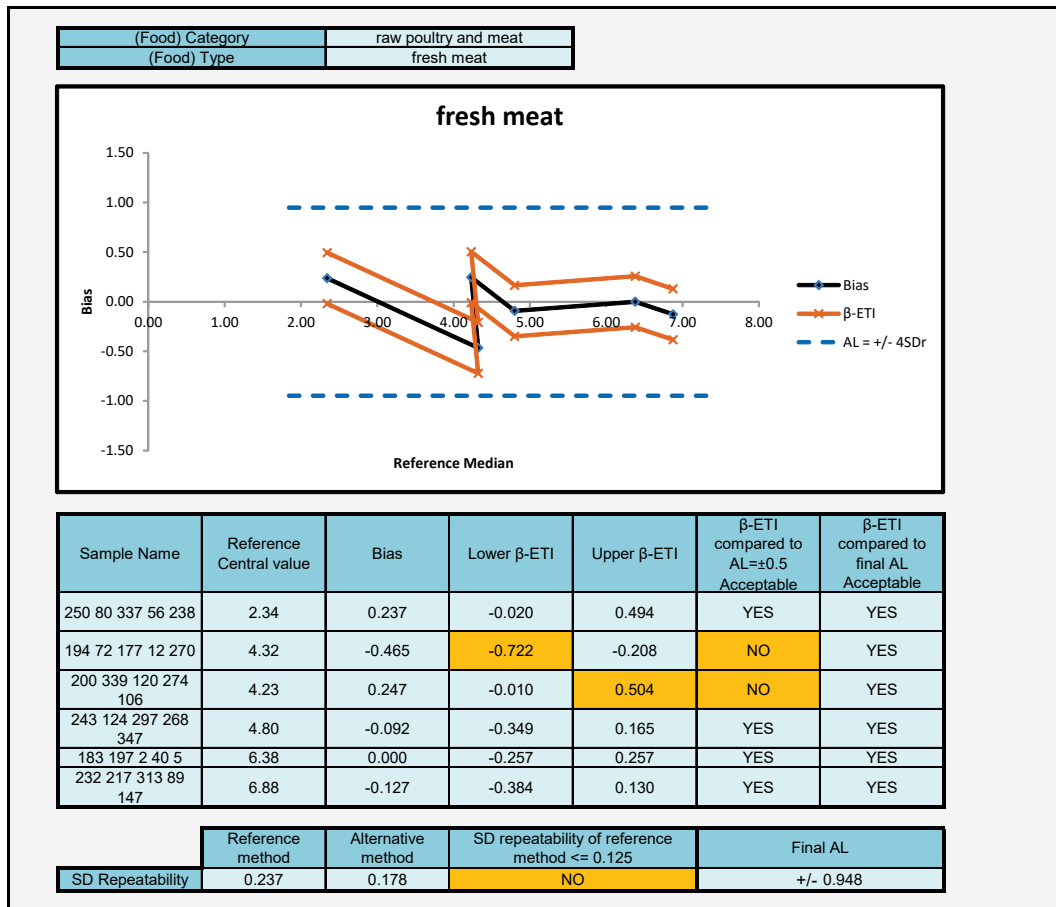 (Food) Category raw poultry and meat
(Food) Type fresh meat
fresh meat
1.50
1.00
0.50
0.00
-0.50
-1.00
-1.50
0.00 1.00 2.00 3.00 4.00 5.00 6.00 7.00 8.00
Bias
Reference Median
Bias
β-ETI
AL = +/- 4SDr
Sample Name Reference Central value Bias Lower β-ETI Upper β-ETI β-ETI compared to AL=±0.5 Acceptable β-ETI compared to final AL Acceptable
250 80 337 56 238 2.34 0.237 -0.020 0.494 YES YES
194 72 177 12 270 4.32 -0.465 -0.722 -0.208 NO YES
200 339 120 274 106 4.23 0.247 -0.010 0.504 NO YES
243 124 297 268 347 4.80 -0.092 -0.349 0.165 YES YES
183 197 2 40 5 6.38 0.000 -0.257 0.257 YES YES
232 217 313 89 147 6.88 -0.127 -0.384 0.130 YES YES
Reference method Alternative method SD repeatability of reference method <= 0.125 Final AL
SD Repeatability 0.237 0.178 NO +/- 0.948